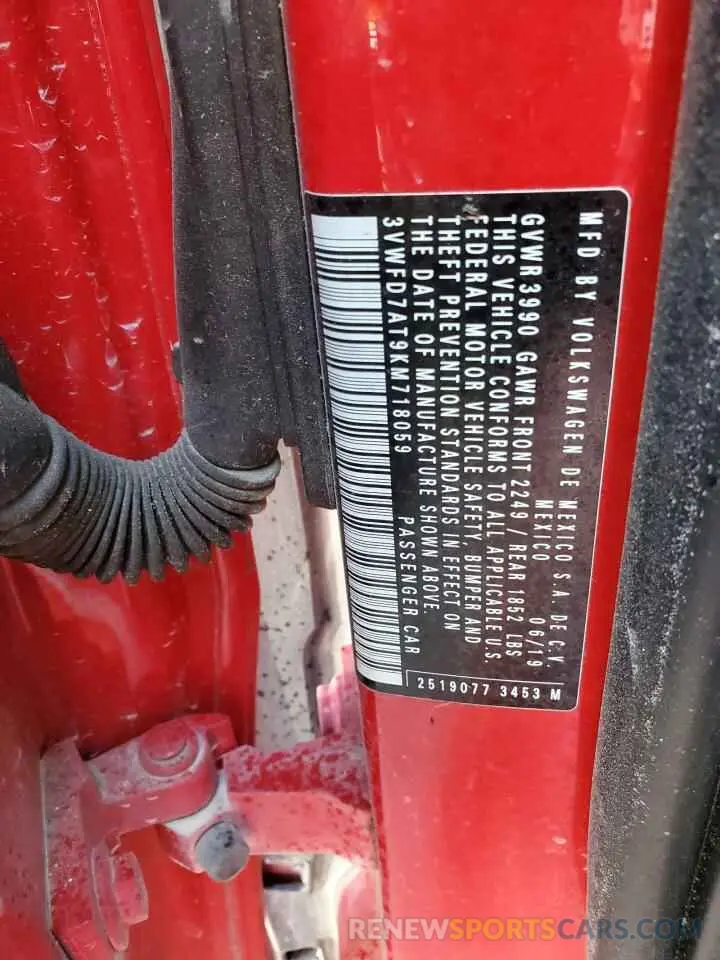 MFD BY VOLKSWAGEN DE MEXICO S.A. DE C.V.
MEXICO 06/19
GVWR 3990 GAWR FRONT 2249 / REAR 1852 LBS
THIS VEHICLE CONFORMS TO ALL APPLICABLE U.S.
FEDERAL MOTOR VEHICLE SAFETY, BUMPER AND
THEFT PREVENTION STANDARDS IN EFFECT ON
THE DATE OF MANUFACTURE SHOWN ABOVE.
3VWFD7AT9KM718059 PASSENGER CAR
2519077 3453 M
RENEWSPORTSCARS.COM